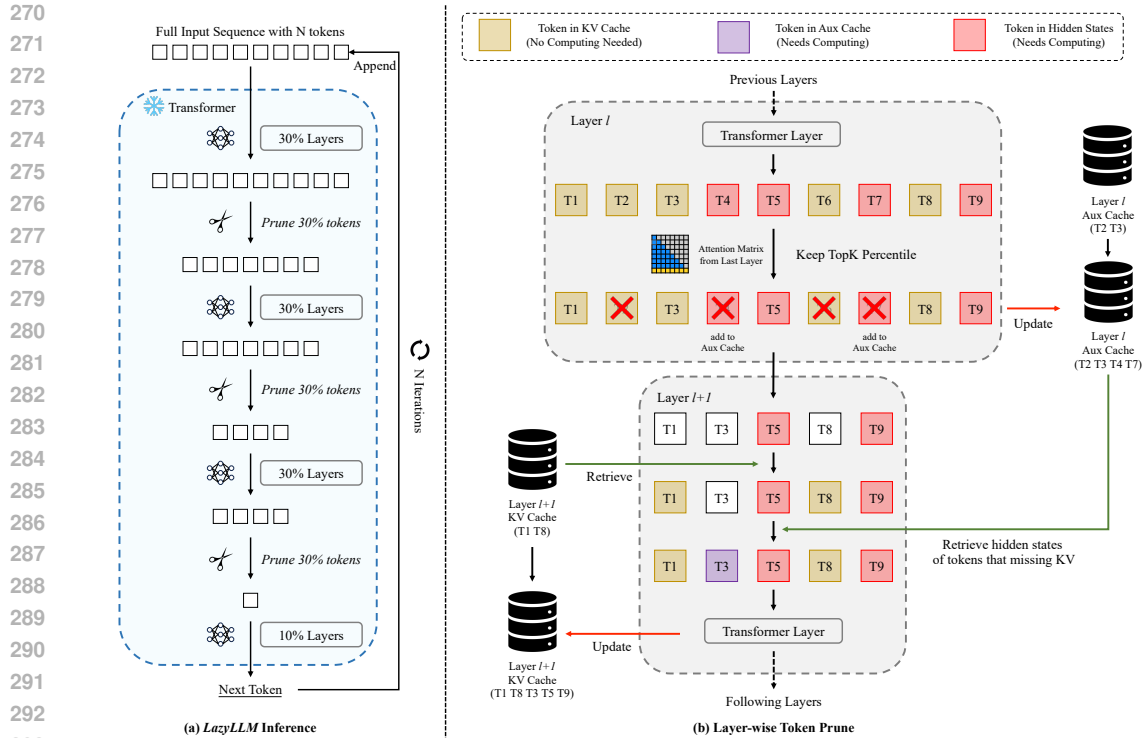 270
271
272
273
274
275
276
277
278
279
280
281
282
283
284
285
286
287
288
289
290
291
292
Full Input Sequence with N tokens
Append
Transformer
30% Layers
Prune 30% tokens
30% Layers
Prune 30% tokens
30% Layers
Prune 30% tokens
10% Layers
Next Token
N Iterations
(a) LazyLLM Inference
Token in KV Cache
(No Computing Needed)
Token in Aux Cache
(Needs Computing)
Token in Hidden States
(Needs Computing)
Previous Layers
Layer l
Transformer Layer
T1 T2 T3 T4 T5 T6 T7 T8 T9
Attention Matrix
from Last Layer
Keep TopK Percentile
T1 T3 T5 T8 T9
add to
Aux Cache
add to
Aux Cache
Update
Layer l
Aux Cache
(T2 T3)
Layer l
Aux Cache
(T2 T3 T4 T7)
Layer l+1
T1 T3 T5 T8 T9
Retrieve
Layer l+1
KV Cache
(T1 T8)
T1 T3 T5 T8 T9
Retrieve hidden states
of tokens that missing KV
T1 T3 T5 T8 T9
Transformer Layer
Update
Layer l+1
KV Cache
(T1 T8 T3 T5 T9)
Following Layers
(b) Layer-wise Token Prune